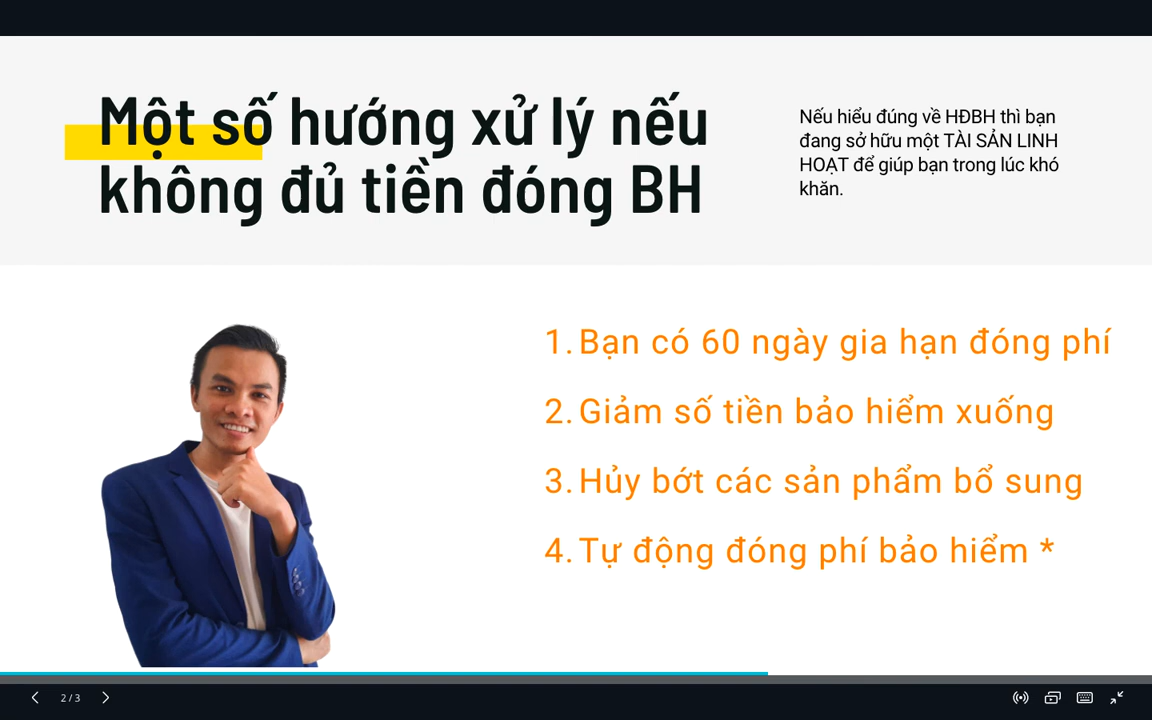 Một số hướng xử lý nếu
không đủ tiền đóng BH
Nếu hiểu đúng về HĐBH thì bạn
đang sở hữu một TÀI SẢN LINH
HOẠT để giúp bạn trong lúc khó
khăn.
1. Bạn có 60 ngày gia hạn đóng phí
2. Giảm số tiền bảo hiểm xuống
3. Hủy bớt các sản phẩm bổ sung
4. Tự động đóng phí bảo hiểm *
2 / 3